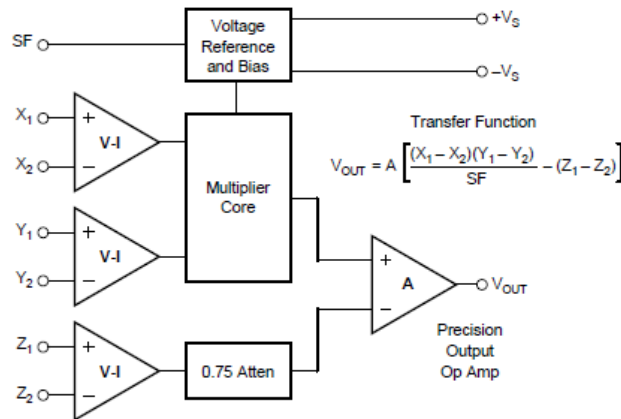 SF
Voltage
Reference
and Bias
+VS
–VS
X1
X2
+
–
V-I
Multiplier
Core
Transfer Function
VOUT = A [ (X1 – X2)(Y1 – Y2) / SF – (Z1 – Z2) ]
Y1
Y2
+
–
V-I
+
–
A
VOUT
Precision
Output
Op Amp
Z1
Z2
+
–
V-I
0.75 Atten